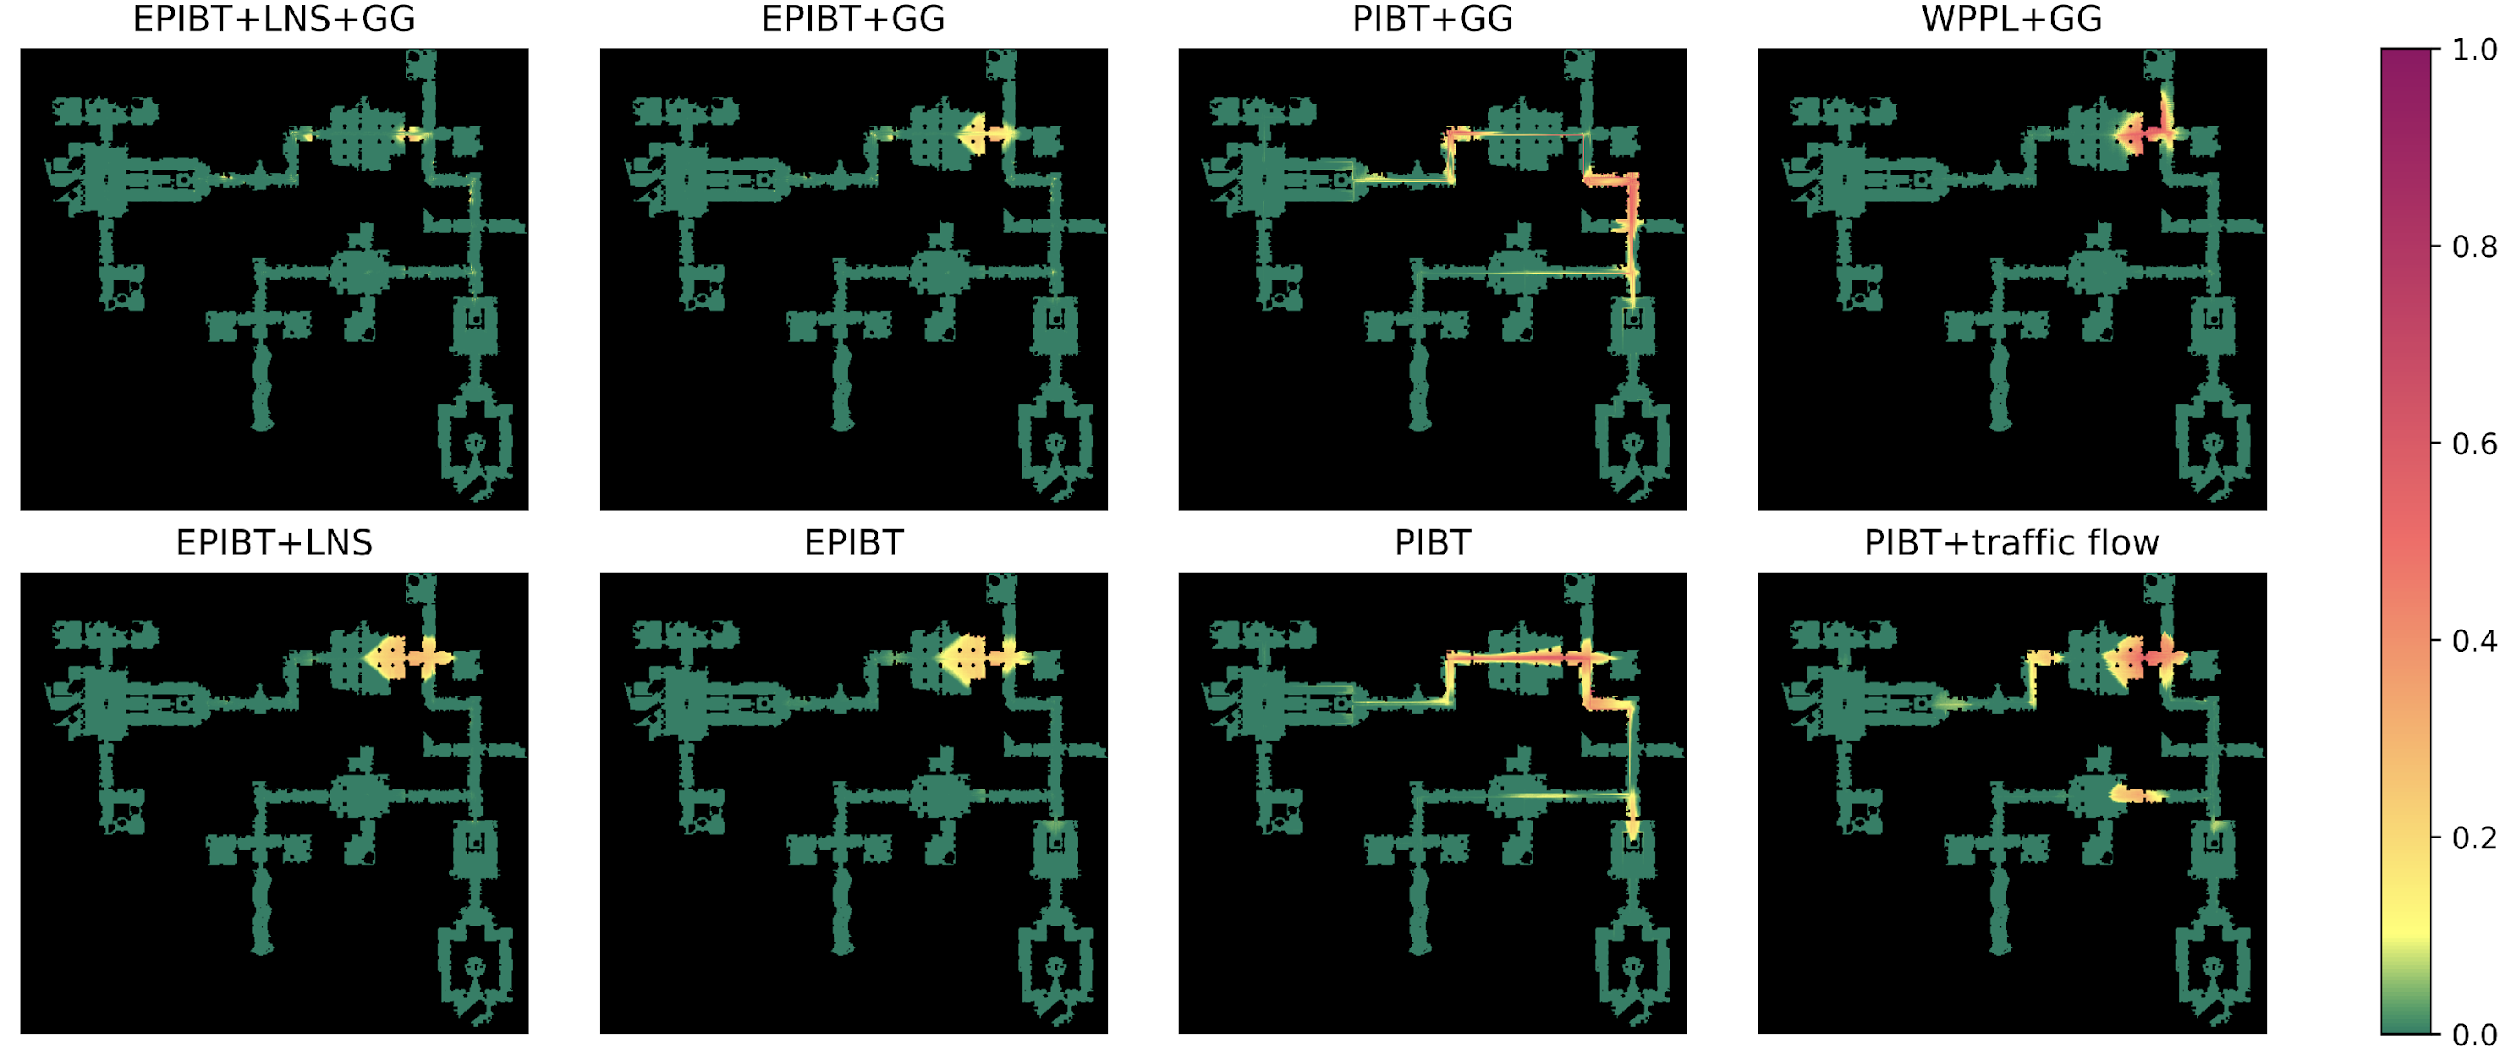 EPIBT+LNS+GG
EPIBT+GG
PIBT+GG
WPPL+GG
1.0
0.8
0.6
0.4
0.2
0.0
EPIBT+LNS
EPIBT
PIBT
PIBT+traffic flow